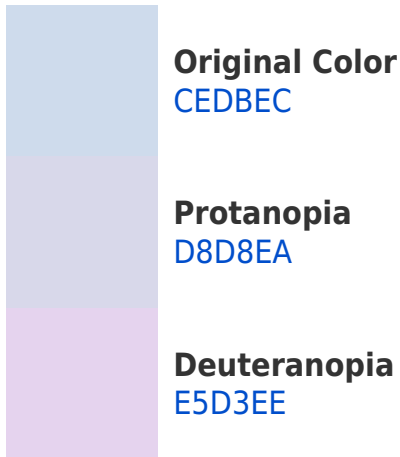 Original Color
CEDBEC
Protanopia
D8D8EA
Deuteranopia
E5D3EE